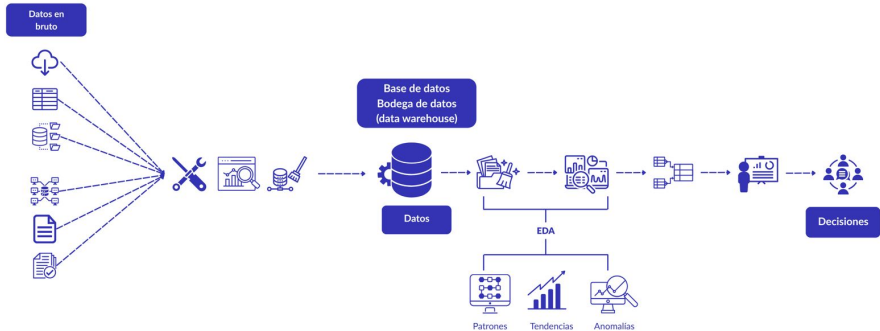 Datos en
bruto
Base de datos
Bodega de datos
(data warehouse)
Datos
Decisiones
EDA
Patrones
Tendencias
Anomalías